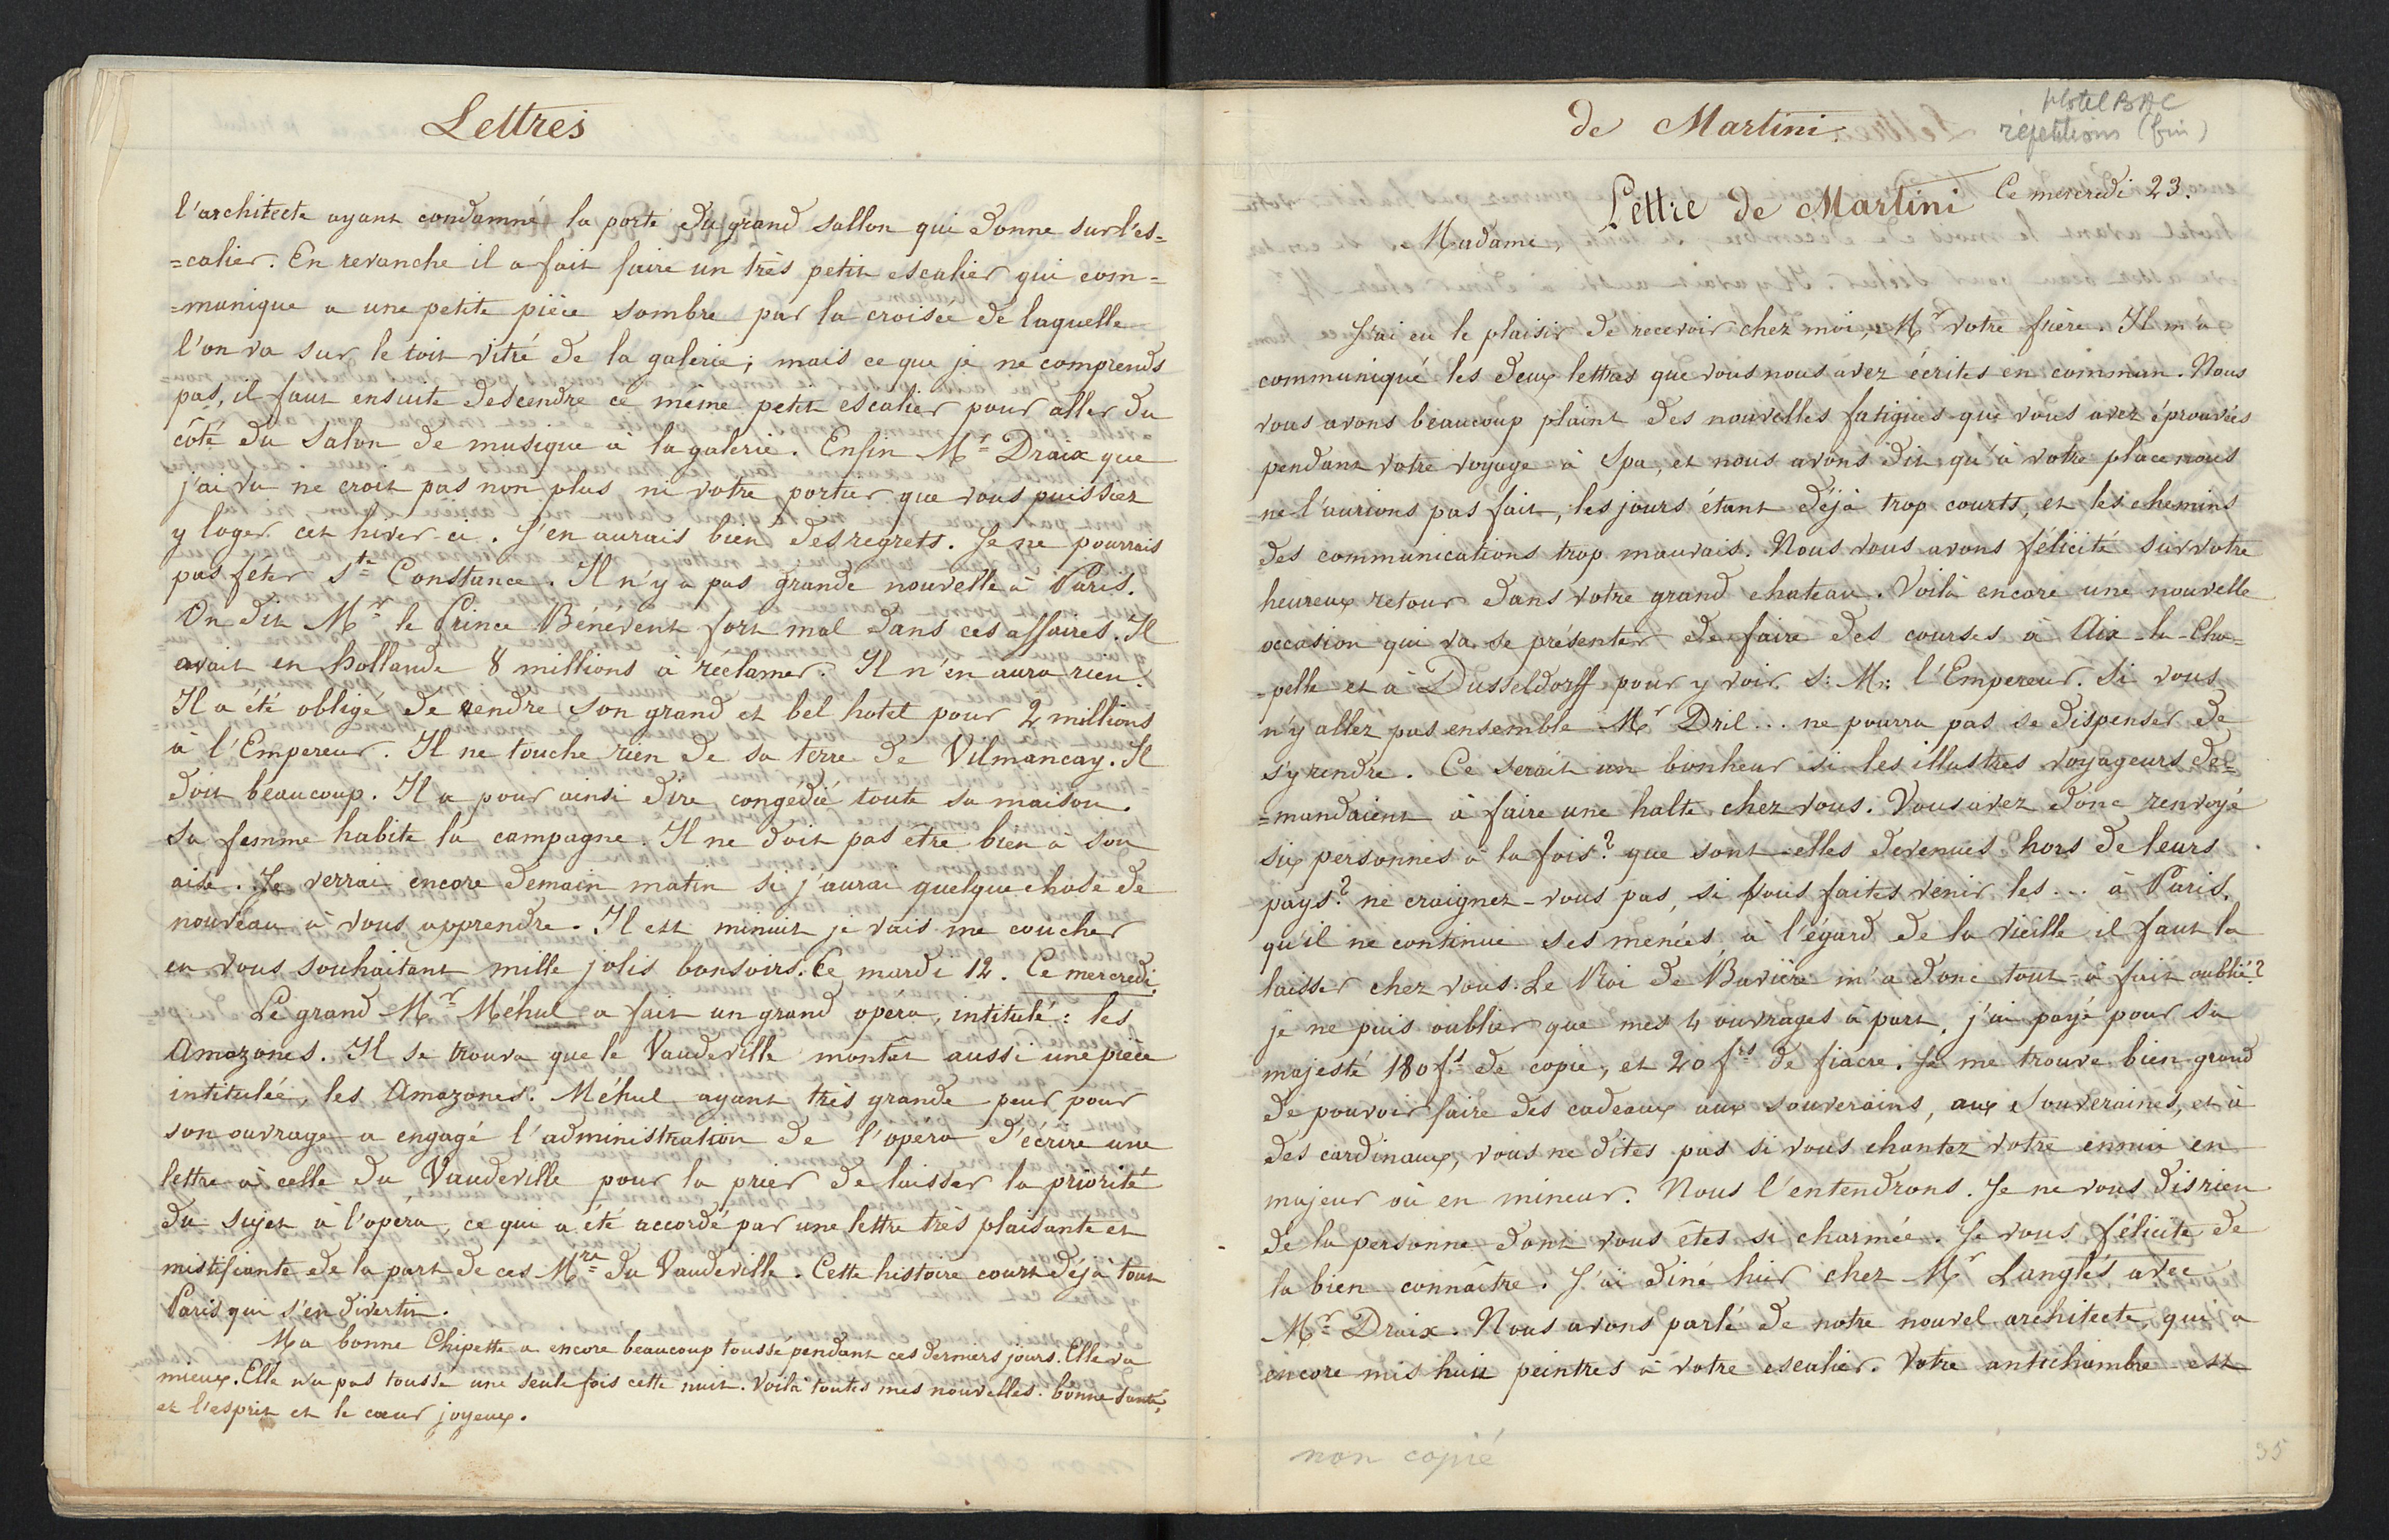 Lettres
l'architecte ayant condamné la porte du grand sallon qui donne sur l'es=
=calier. En revanche il a fait faire un très petit escalier qui com=
=munique a une petite pièce sombre par la croisée de laquelle
l'on va sur le toit vitré de la galerie; mais ce que je ne comprends
pas, il faut ensuite descendre ce même petit escalier pour aller du
côté du salon de musique à la galerie. Enfin Mr Draix que
j'ai vu ne croit pas non plus ni votre portier que vous puissiez
y loger cet hiver-ci. J'en aurais bien des regrets. Je ne pourrais
pas feter Ste Constance. Il n'y a pas grande nouvelle à Paris.
On dit Mr le Prince Bénévent fort mal dans ces affaires. Il
avait en hollande 8 millions à réclamer. Il n'en aura rien.
Il a été obligé de vendre son grand et bel hotel pour 2 millions
à l'Empereur. Il ne touche rien de sa terre de Vilmancay. Il
doit beaucoup. Il a pour ainsi dire congédié toute sa maison.
Sa femme habite la campagne. Il ne doit pas etre bien à son
aise. Je verrai encore demain matin si j'aurai quelque chose de
nouveau à vous apprendre. Il est minuit je vais me coucher
en vous souhaitant mille jolis bonsoirs. Ce mardi 12. Ce mercredi
Le grand Mr Méhul a fait un grand opéra, intitulé: les
Amazones. Il se trouva que le Vaudeville montât aussi une pièce
intitulée, les Amazones. Méhul ayant très grande peur pour
son ouvrage a engagé l'administration de l'opéra d'écrire une
lettre à celle du Vaudeville pour la prier de laisser la priorité
du sujet à l'opéra, ce qui a été accordé par une lettre très plaisante et
mistifiante de la part de ces Mrs du Vaudeville. Cette histoire court déjà tout
Paris qui s'en divertit.
Ma bonne Chipette a encore beaucoup toussé pendant ces derniers jours. Elle va
mieux. Elle n'a pas toussé une seule fois cette nuit. Voilà toutes mes nouvelles. bonne santé,
et l'esprit et le cœur joyeux.
de Martini.
Hotel BAC
répétitions (fin)
Lettre de Martini
Ce mercredi 23.
Madame,
J'ai eu le plaisir de recevoir chez moi, Mr votre frère. Il m'a
communiqué les deux lettres que vous nous avez écrites en commun. Nous
vous avons beaucoup plaint des nouvelles fatigues que vous avez éprouvées
pendant votre voyage à Spa, et nous avons dit qu'à votre place nous
ne l'aurions pas fait, les jours étant déjà trop courts, et les chemins
des communications trop mauvais. Nous vous avons félicité sur votre
heureux retour dans votre grand chateau. Voilà encore une nouvelle
occasion qui va se présenter de faire des courses à Aix-la-Cha=
=pelle et à Dusseldorff pour y voir S: M: l'Empereur. Si vous
n'y allez pas ensemble Mr Dril... ne pourra pas se dispenser de
s'y rendre. Ce serait un bonheur si les illustres voyageurs de=
=mandaient à faire une halte chez vous. Vous avez donc renvoyé
six personnes à la fois? que sont-elles devenues hors de leurs
pays? ne craignez-vous pas, si vous faites venir les... à Paris,
qu'il ne continue ses menées, à l'égard de la vieille il faut la
laisser chez vous. Le Roi de Bavière m'a donc tout-à fait oublié?
je ne puis oublier que mes 4 ouvrages à part, j'ai payé pour sa
majesté 180 fs de copie, et 20 fs de fiacre. Je me trouve bien grand
de pouvoir faire des cadeaux aux souverains, aux Souveraines, et à
des cardinaux, vous ne dites pas si vous chantez votre ennui en
majeur où en mineur. Nous l'entendrons. Je ne vous dis rien
de la personne dont vous êtes si charmée. Je vous félicite de
la bien connaître. J'ai diné hier chez Mr Langlès avec
Mr Draix. Nous avons parlé de notre nouvel architecte, qui a
encore mis huit peintres à votre escalier. Votre antichambre est
non copié
35